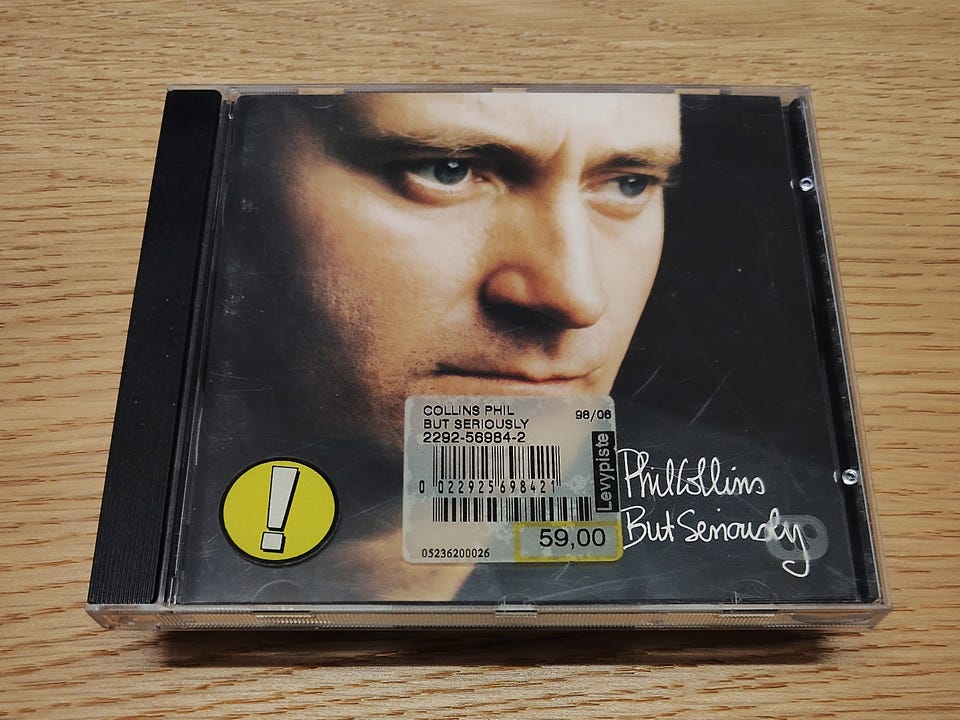 COLLINS PHIL
98/06
BUT SERIOUSLY
2292-56984-2
Levypiste
0 022925 698421
59,00
05236200026
!
Phil Collins
But Seriously